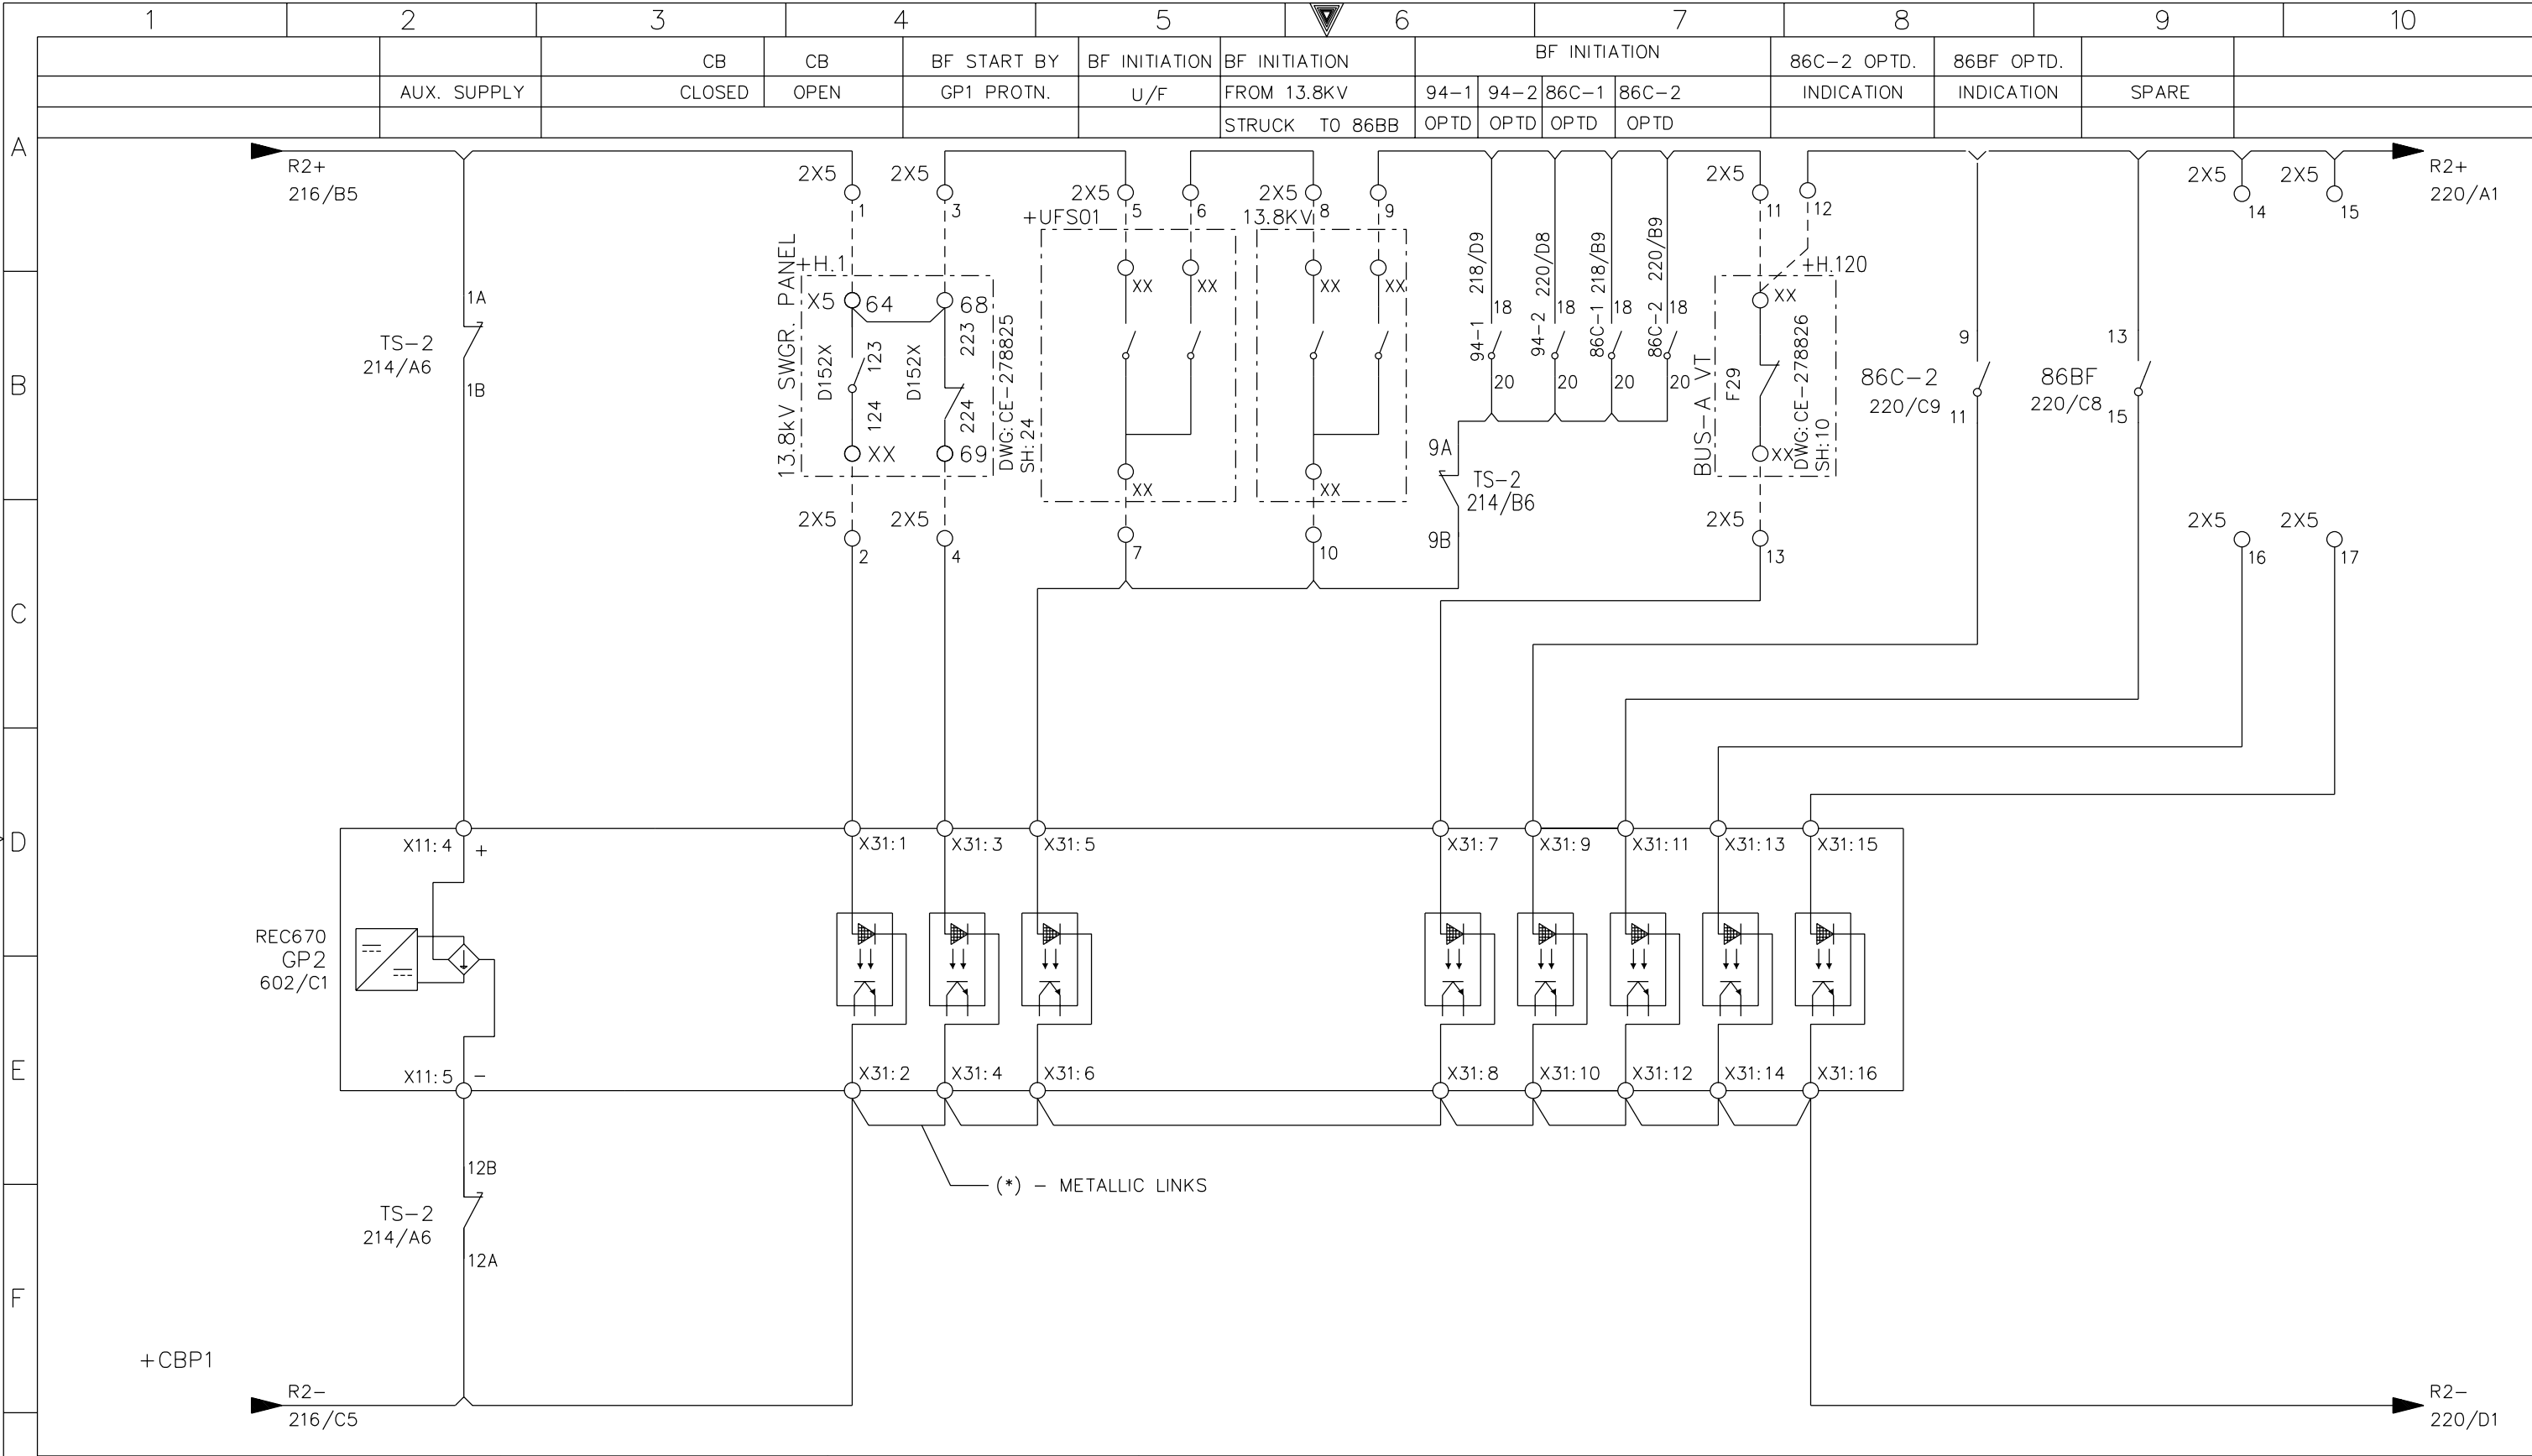 1 2 3 4 5 6 7 8 9 10
CB CB BF START BY BF INITIATION BF INITIATION BF INITIATION 86C-2 OPTD. 86BF OPTD.
AUX. SUPPLY CLOSED OPEN GP1 PROTN. U/F FROM 13.8KV 94-1 94-2 86C-1 86C-2 INDICATION INDICATION SPARE
STRUCK TO 86BB OPTD OPTD OPTD OPTD
A
R2+
216/B5
2X5 2X5 2X5 2X5 2X5 2X5 2X5
1 3 5 6 8 9 11 12 14 15
R2+
220/A1
+UFS01 13.8KV
+H.1
+H.120
13.8kV SWGR. PANEL
X5 64 68
XX XX XX XX XX
94-1 218/D9
94-2 220/D8
86C-1 218/B9
86C-2 220/B9
18 18 18 18
20 20 20 20
B
1A
TS-2
214/A6
1B
D152X 123 124
D152X 223 224
XX 69
DWG:CE-278825
SH:24
XX XX
BUS-A VT
F29
XX
DWG:CE-278826
SH:10
9
86C-2
220/C9
11
13
86BF
220/C8
15
9A
TS-2
214/B6
9B
C
2X5 2X5 2X5 2X5 2X5
2 4 7 10 13 16 17
D
X11:4 + X31:1 X31:3 X31:5 X31:7 X31:9 X31:11 X31:13 X31:15
REC670
GP2
602/C1
E
X11:5 - X31:2 X31:4 X31:6 X31:8 X31:10 X31:12 X31:14 X31:16
12B
TS-2
214/A6
12A
(*) - METALLIC LINKS
F
+CBP1
R2-
216/C5
R2-
220/D1